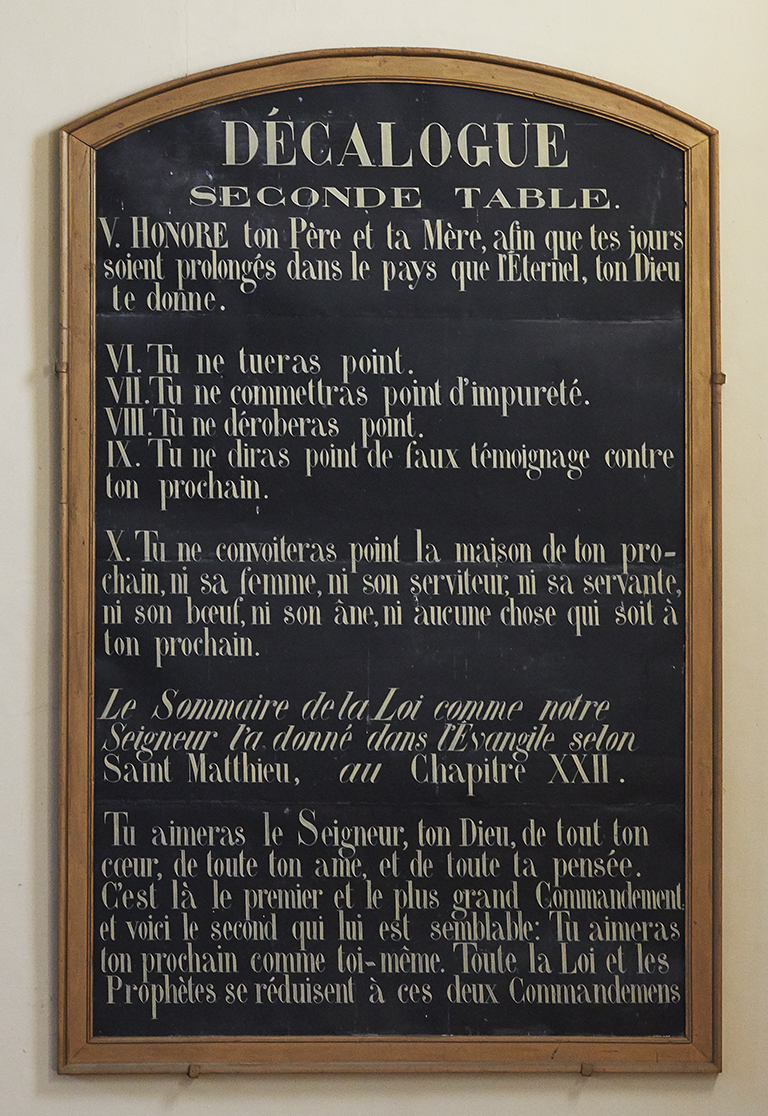 DÉCALOGUE
SECONDE TABLE.
V. HONORE ton Père et ta Mère, afin que tes jours
soient prolongés dans le pays que l'Éternel, ton Dieu
te donne.
VI. Tu ne tueras point.
VII. Tu ne commettras point d'impureté.
VIII. Tu ne déroberas point.
IX. Tu ne diras point de faux témoignage contre
ton prochain.
X. Tu ne convoiteras point la maison de ton pro-
chain, ni sa femme, ni son serviteur, ni sa servante,
ni son bœuf, ni son âne, ni aucune chose qui soit à
ton prochain.
Le Sommaire de la Loi comme notre
Seigneur l'a donné dans l'Évangile selon
Saint Matthieu, au Chapitre XXII.
Tu aimeras le Seigneur, ton Dieu, de tout ton
cœur, de toute ton ame, et de toute ta pensée.
C'est là le premier et le plus grand Commandement;
et voici le second qui lui est semblable: Tu aimeras
ton prochain comme toi-même. Toute la Loi et les
Prophètes se réduisent à ces deux Commandemens